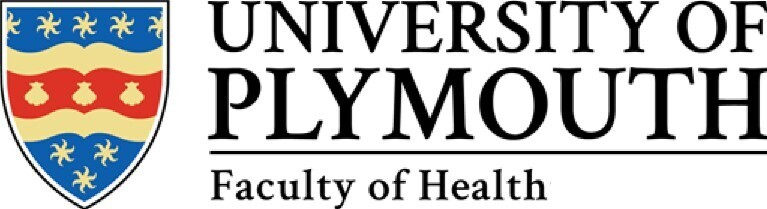 UNIVERSITY OF
PLYMOUTH
Faculty of Health